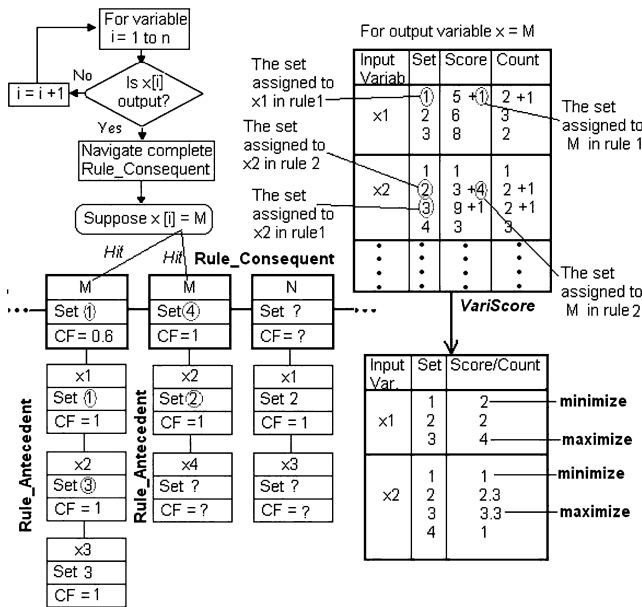 For variable
i = 1 to n
No
i = i +1
Is x[i]
output?
Yes
Navigate complete
Rule_Consequent
Suppose x [i] = M
Hit
Hit
Rule_Consequent
M
Set 1
CF = 0.6
M
Set 4
CF = 1
N
Set ?
CF = ?
Rule_Antecedent
x1
Set 1
CF = 1
x2
Set 3
CF = 1
x3
Set 3
CF = 1
Rule_Antecedent
x2
Set 2
CF = 1
x4
Set ?
CF = ?
x1
Set 2
CF = 1
x3
Set ?
CF = ?
For output variable x = M
Input
Variab
Set
Score
Count
x1
1 5 +1 2 +1
2 6 3
3 8 2
x2
1 1 1
2 3 +4 2 +1
3 9 +1 2 +1
4 3 3
The set
assigned to
x1 in rule1
The set
assigned to
x2 in rule 2
The set
assigned to
x2 in rule1
The set
assigned to
M in rule 1
The set
assigned to
M in rule 2
VariScore
Input
Var.
Set
Score/Count
x1
1 2 minimize
2 2
3 4 maximize
x2
1 1 minimize
2 2.3
3 3.3 maximize
4 1